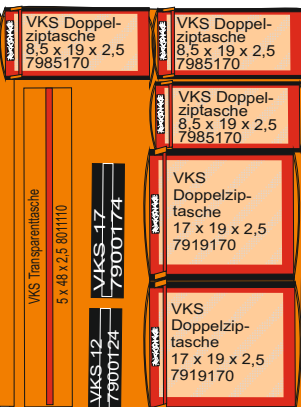 VKS Doppel-
ziptasche
8,5 x 19 x 2,5
7985170
VKS Doppel-
ziptasche
8,5 x 19 x 2,5
7985170
VKS Doppel-
ziptasche
8,5 x 19 x 2,5
7985170
VKS Transparenttasche
5 x 48 x 2,5 8011110
VKS 17
7900174
VKS
Doppelzip-
tasche
17 x 19 x 2,5
7919170
VKS 12
7900124
VKS
Doppelzip-
tasche
17 x 19 x 2,5
7919170